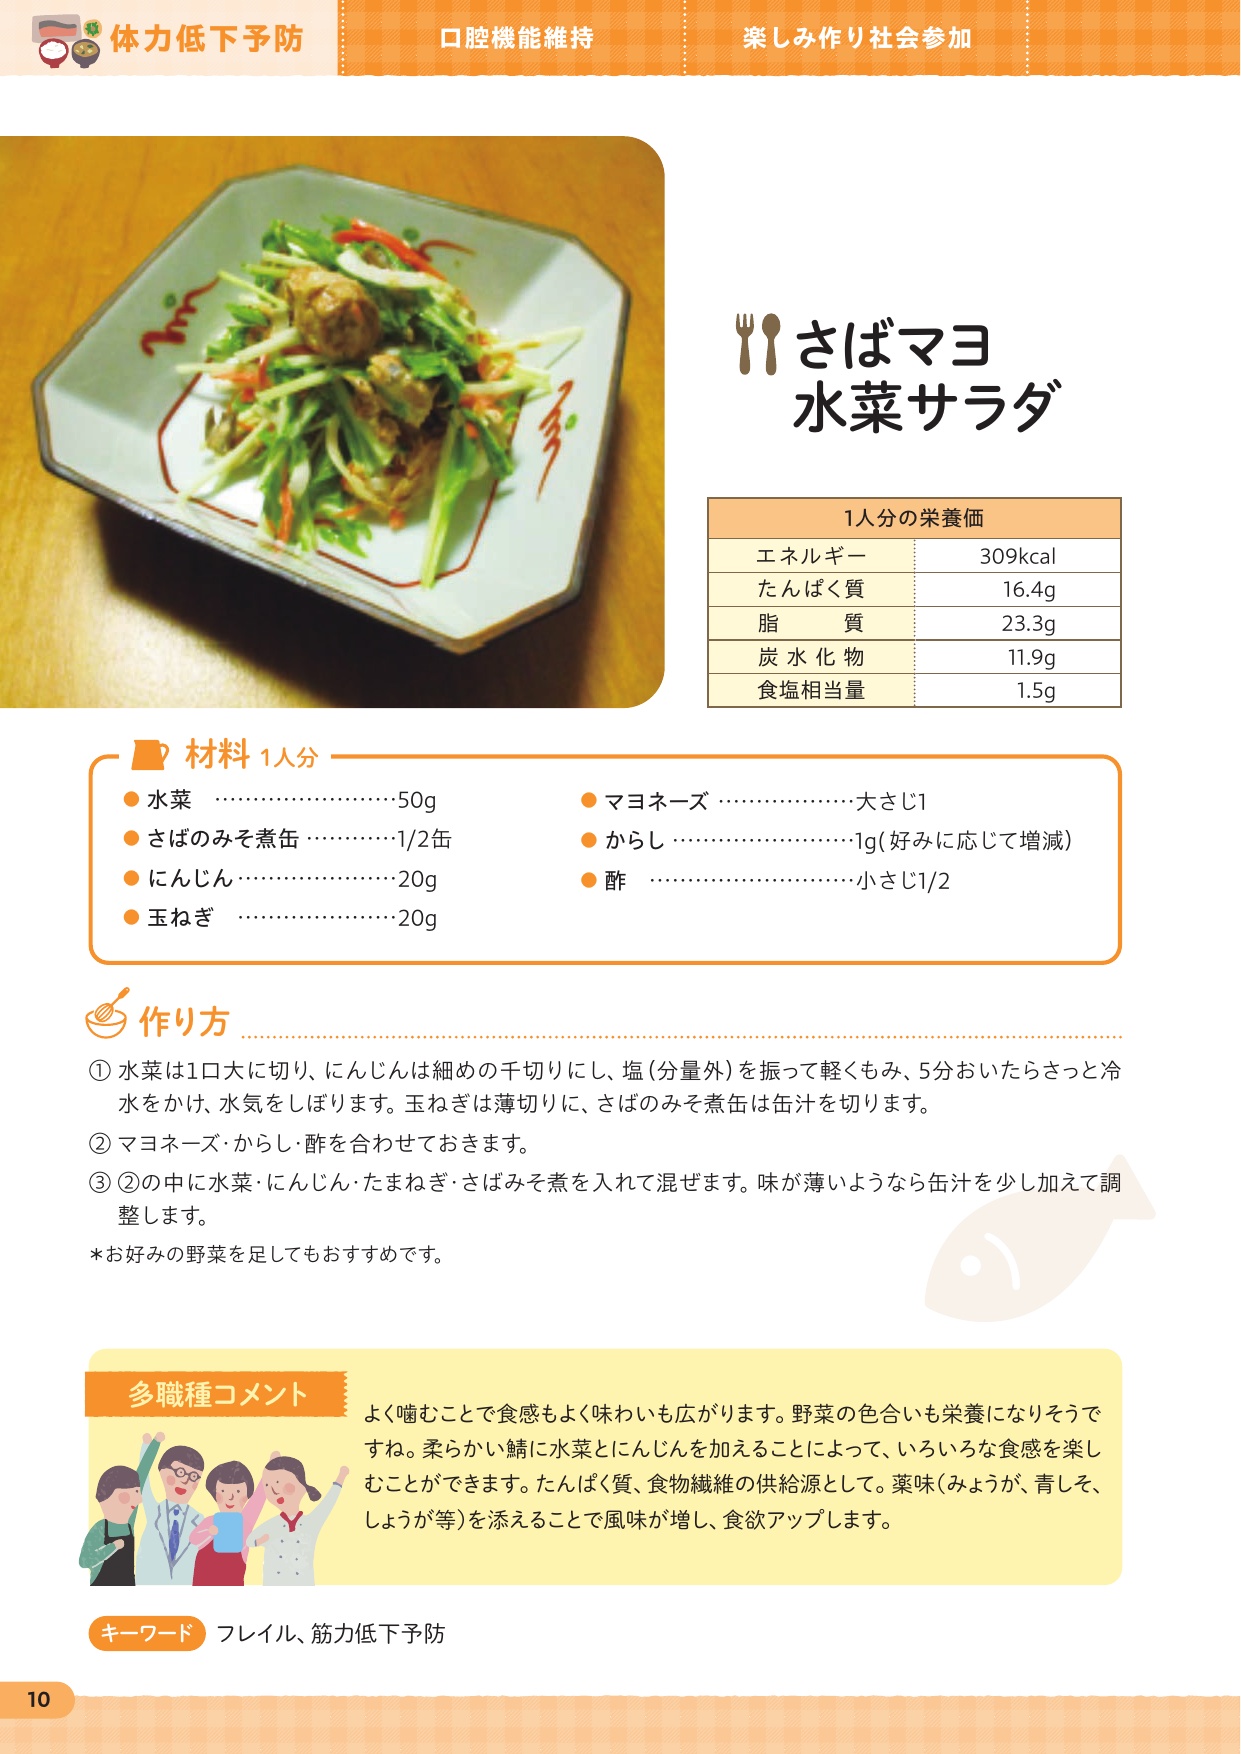 体力低下予防
口腔機能維持
楽しみ作り社会参加
さばマヨ
水菜サラダ
1人分の栄養価
エネルギー 309kcal
たんぱく質 16.4g
脂 質 23.3g
炭水化物 11.9g
食塩相当量 1.5g
材料 1人分
●水菜 ························50g
●さばのみそ煮缶 ············1/2缶
●にんじん·····················20g
●玉ねぎ ·····················20g
●マヨネーズ ··················大さじ1
●からし ························1g(好みに応じて増減)
●酢 ···························小さじ1/2
作り方
① 水菜は1口大に切り、にんじんは細めの千切りにし、塩(分量外)を振って軽くもみ、5分おいたらさっと冷
水をかけ、水気をしぼります。玉ねぎは薄切りに、さばのみそ煮缶は缶汁を切ります。
② マヨネーズ・からし・酢を合わせておきます。
③ ②の中に水菜・にんじん・たまねぎ・さばみそ煮を入れて混ぜます。味が薄いようなら缶汁を少し加えて調
整します。
＊お好みの野菜を足してもおすすめです。
多職種コメント
よく噛むことで食感もよく味わいも広がります。野菜の色合いも栄養になりそうで
すね。柔らかい鯖に水菜とにんじんを加えることによって、いろいろな食感を楽し
むことができます。たんぱく質、食物繊維の供給源として。薬味(みょうが、青しそ、
しょうが等)を添えることで風味が増し、食欲アップします。
キーワード フレイル、筋力低下予防
10